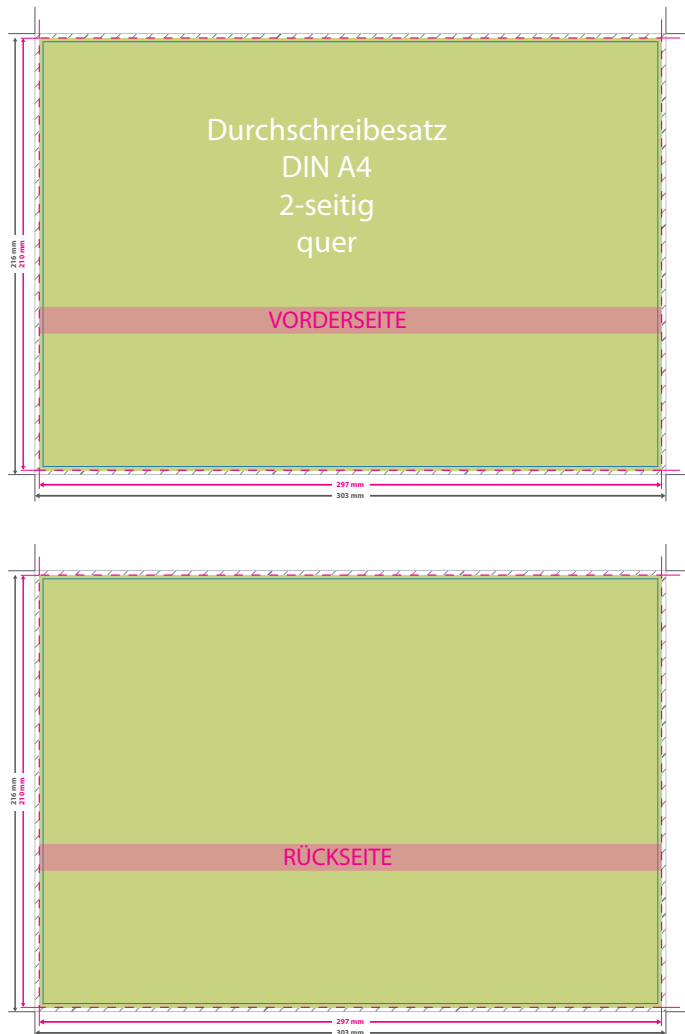 Durchschreibesatz
DIN A4
2-seitig
quer
216 mm
210 mm
VORDERSEITE
297 mm
303 mm
216 mm
210 mm
RÜCKSEITE
297 mm
303 mm